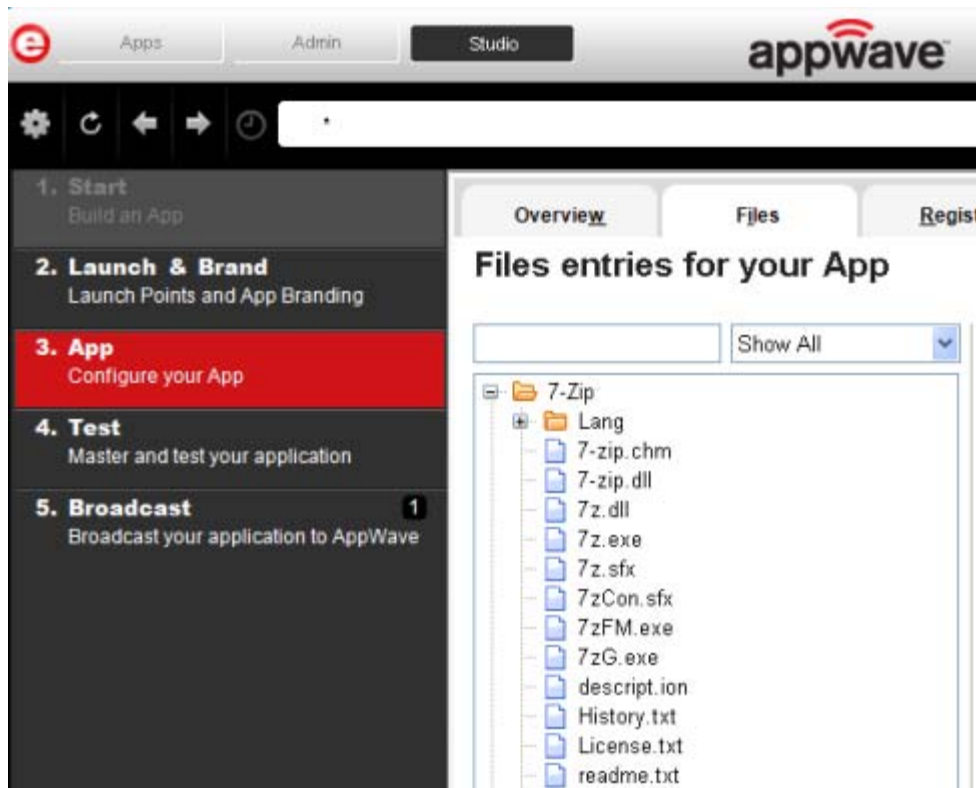 e Apps Admin Studio appwave™
*
1. Start
Build an App
2. Launch & Brand
Launch Points and App Branding
3. App
Configure your App
4. Test
Master and test your application
5. Broadcast 1
Broadcast your application to AppWave
Overview Files Regist
Files entries for your App
Show All
7-Zip
Lang
7-zip.chm
7-zip.dll
7z.dll
7z.exe
7z.sfx
7zCon.sfx
7zFM.exe
7zG.exe
descript.ion
History.txt
License.txt
readme.txt